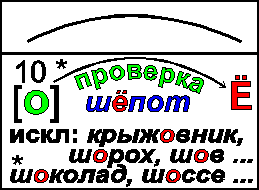 10 * проверка
[о] шёпот Ё
искл: крыжовник,
* шорох, шов ...
шоколад, шоссе ...